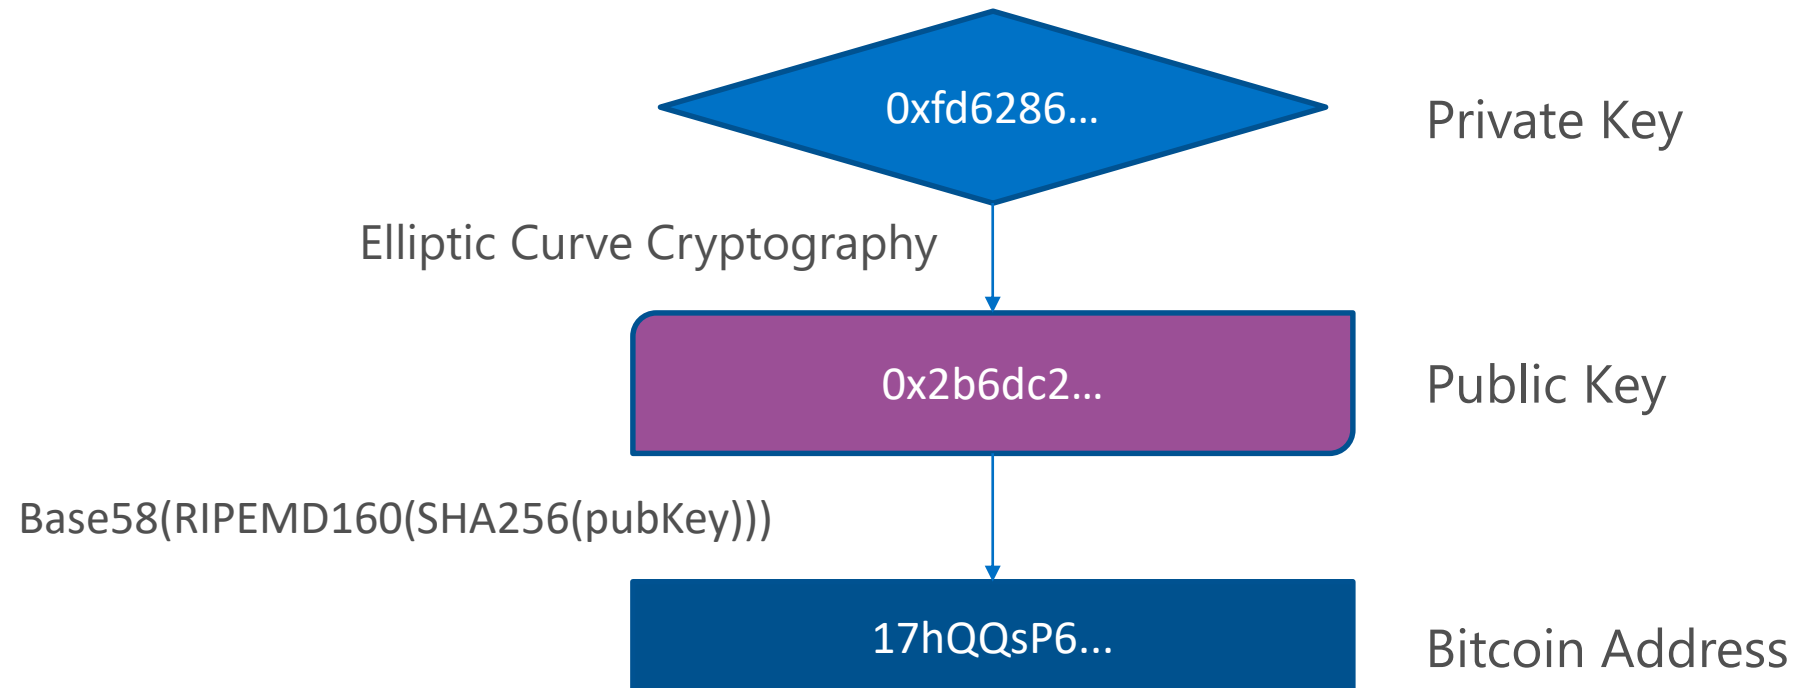 0xfd6286...
Private Key
Elliptic Curve Cryptography
0x2b6dc2...
Public Key
Base58(RIPEMD160(SHA256(pubKey)))
17hQQsP6...
Bitcoin Address